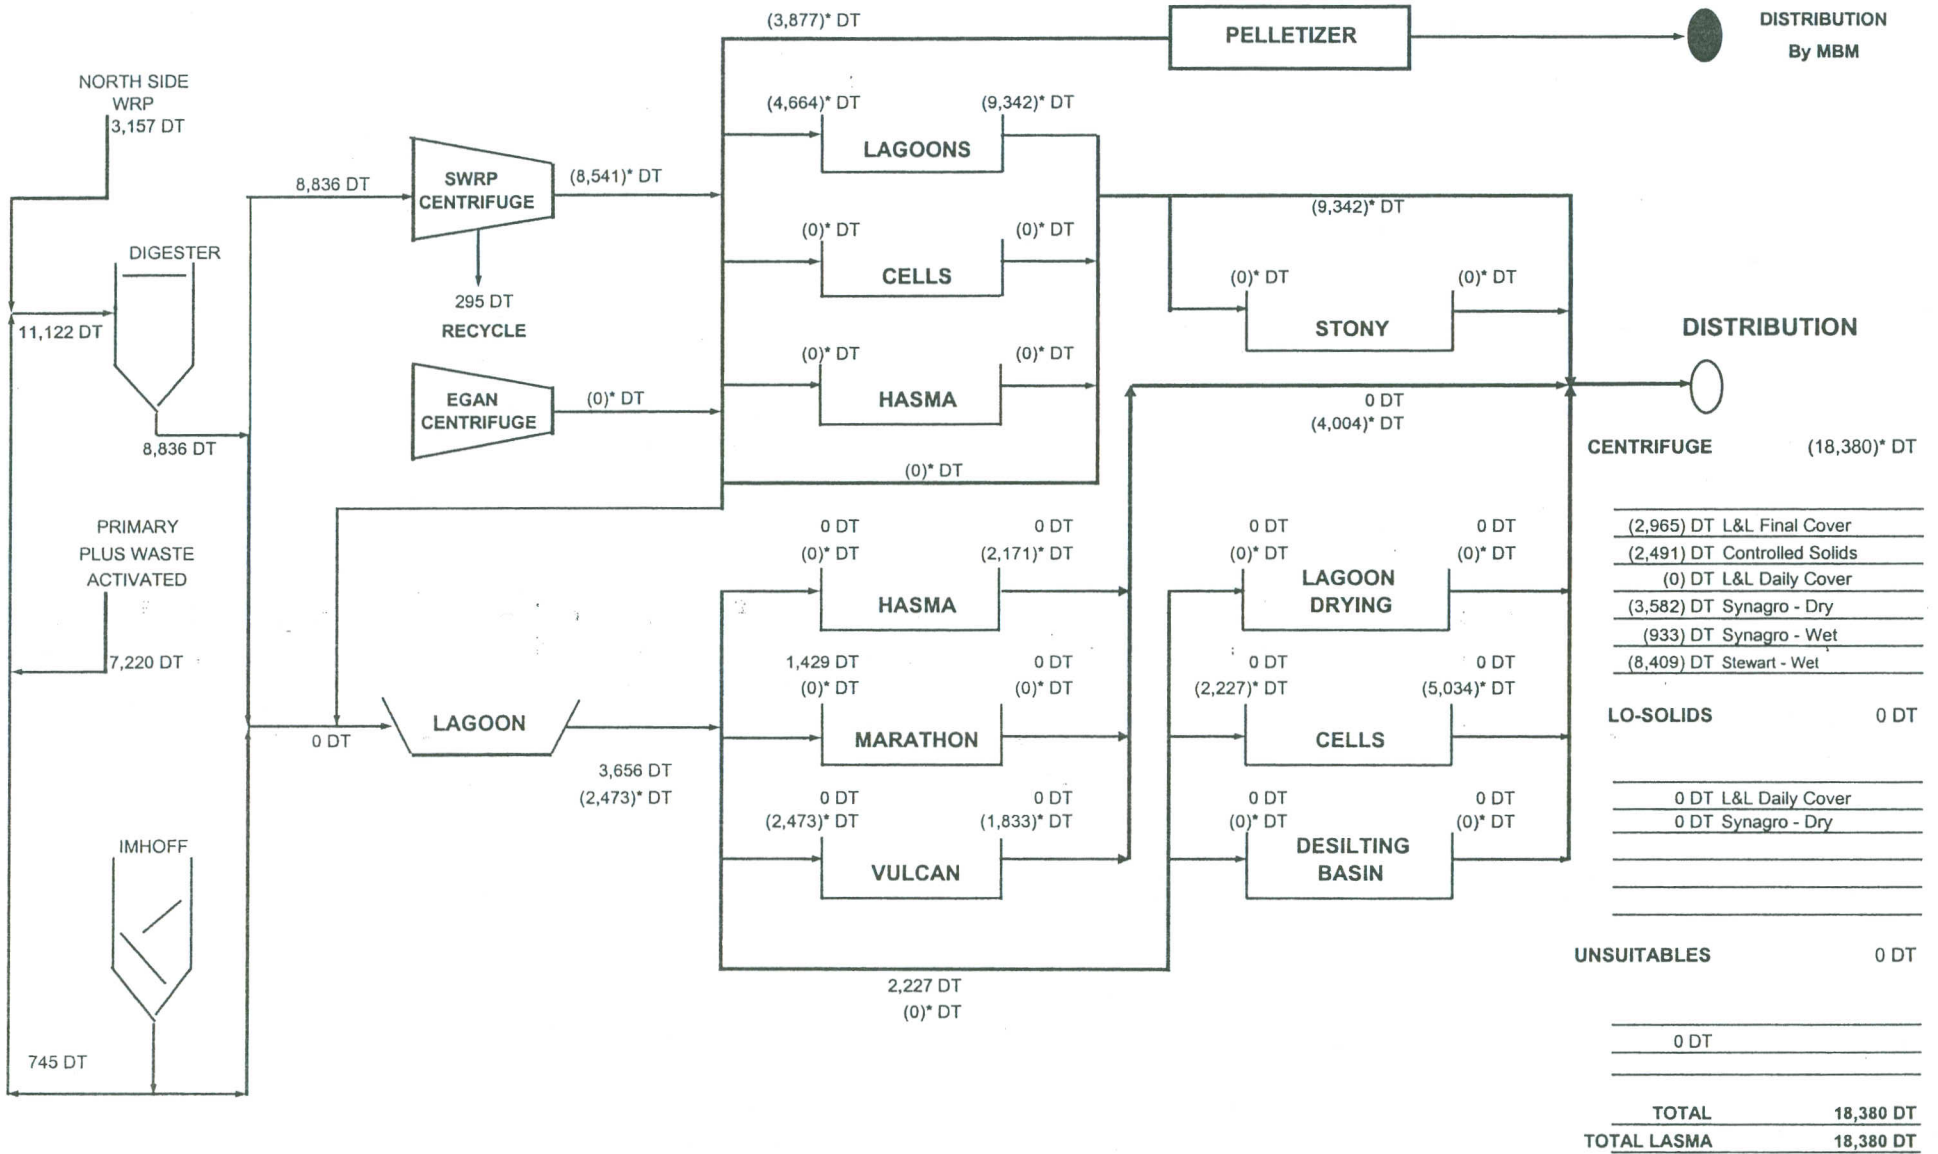 (3,877)* DT
PELLETIZER
DISTRIBUTION
By MBM
NORTH SIDE
WRP
3,157 DT
(4,664)* DT
(9,342)* DT
LAGOONS
8,836 DT
SWRP
CENTRIFUGE
(8,541)* DT
(9,342)* DT
(0)* DT
(0)* DT
CELLS
DIGESTER
295 DT
RECYCLE
(0)* DT
(0)* DT
STONY
DISTRIBUTION
11,122 DT
(0)* DT
(0)* DT
HASMA
EGAN
CENTRIFUGE
(0)* DT
0 DT
(4,004)* DT
8,836 DT
(0)* DT
CENTRIFUGE (18,380)* DT
PRIMARY
PLUS WASTE
ACTIVATED
7,220 DT
0 DT
(0)* DT
0 DT
(2,171)* DT
HASMA
0 DT
(0)* DT
0 DT
(0)* DT
LAGOON
DRYING
(2,965) DT L&L Final Cover
(2,491) DT Controlled Solids
(0) DT L&L Daily Cover
(3,582) DT Synagro - Dry
(933) DT Synagro - Wet
(8,409) DT Stewart - Wet
0 DT
LAGOON
3,656 DT
(2,473)* DT
1,429 DT
(0)* DT
0 DT
(0)* DT
MARATHON
0 DT
(2,227)* DT
0 DT
(5,034)* DT
CELLS
LO-SOLIDS 0 DT
0 DT
(2,473)* DT
0 DT
(1,833)* DT
VULCAN
0 DT
(0)* DT
0 DT
(0)* DT
DESILTING
BASIN
0 DT L&L Daily Cover
0 DT Synagro - Dry
IMHOFF
745 DT
2,227 DT
(0)* DT
UNSUITABLES 0 DT
0 DT
TOTAL 18,380 DT
TOTAL LASMA 18,380 DT